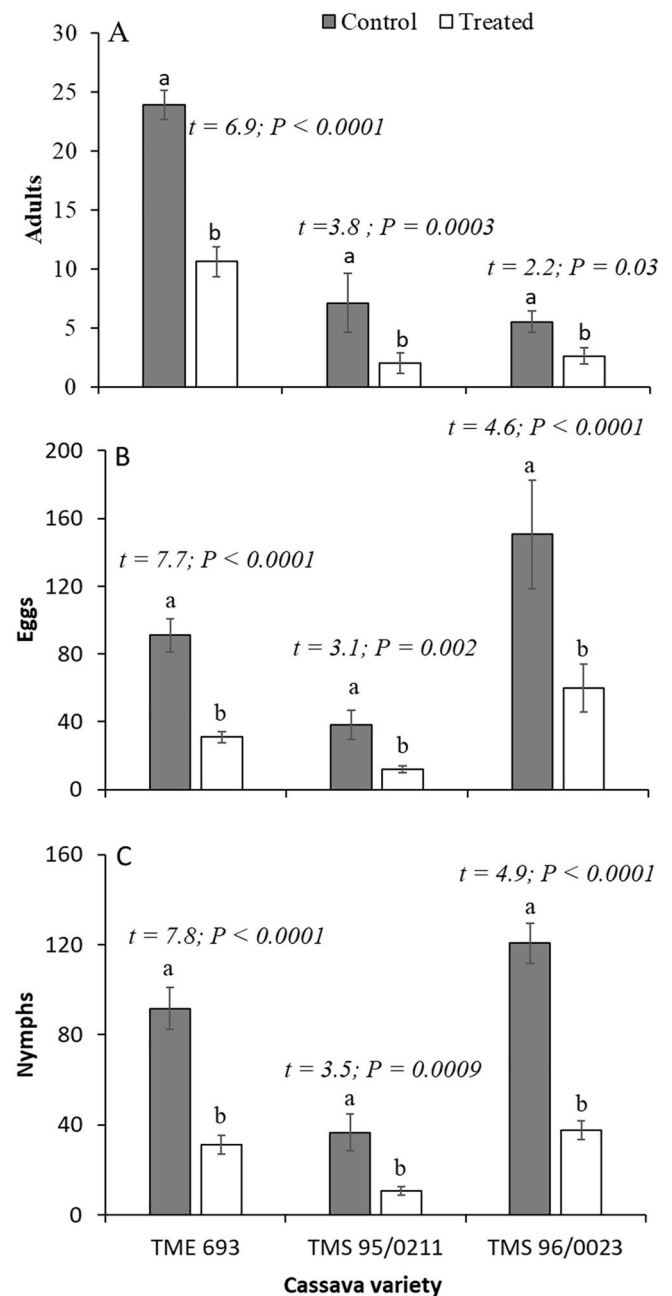 Control Treated
A
30
25
20
15
10
5
0
Adults
a
t = 6.9; P < 0.0001
b
t =3.8 ; P = 0.0003
a
b
t = 2.2; P = 0.03
a
b
B
200
160
120
80
40
0
Eggs
t = 7.7; P < 0.0001
a
b
t = 3.1; P = 0.002
a
b
t = 4.6; P < 0.0001
a
b
C
160
120
80
40
0
Nymphs
t = 7.8; P < 0.0001
a
b
t = 3.5; P = 0.0009
a
b
t = 4.9; P < 0.0001
a
b
TME 693 TMS 95/0211 TMS 96/0023
Cassava variety